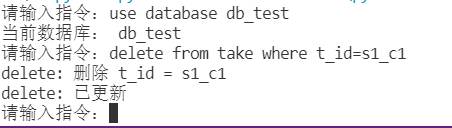 请输入指令：use database db_test
当前数据库： db_test
请输入指令：delete from take where t_id=s1_c1
delete: 删除 t_id = s1_c1
delete: 已更新
请输入指令：